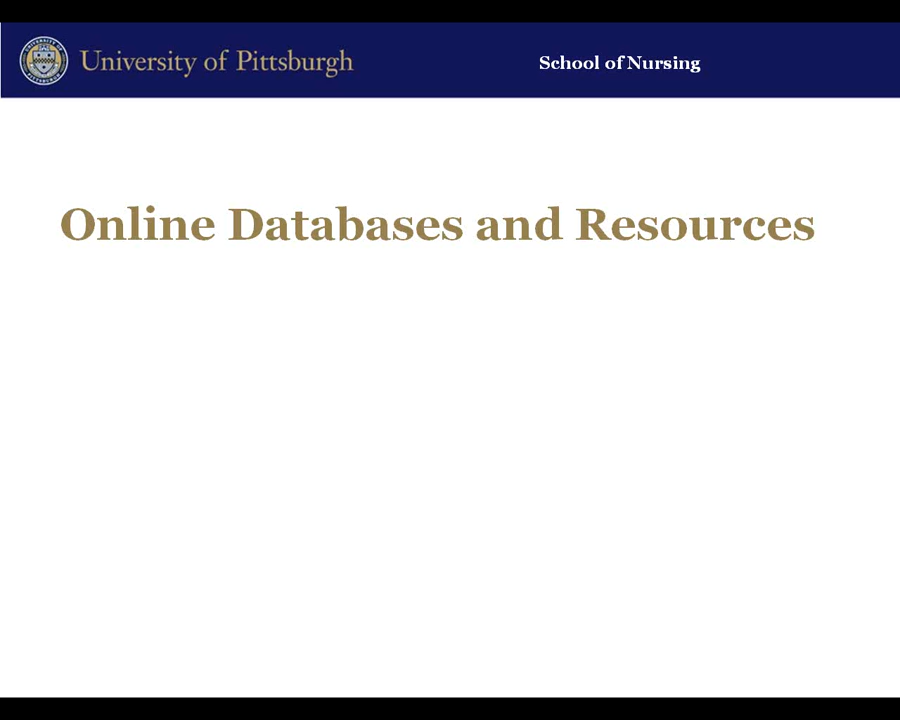 University of Pittsburgh
School of Nursing
Online Databases and Resources